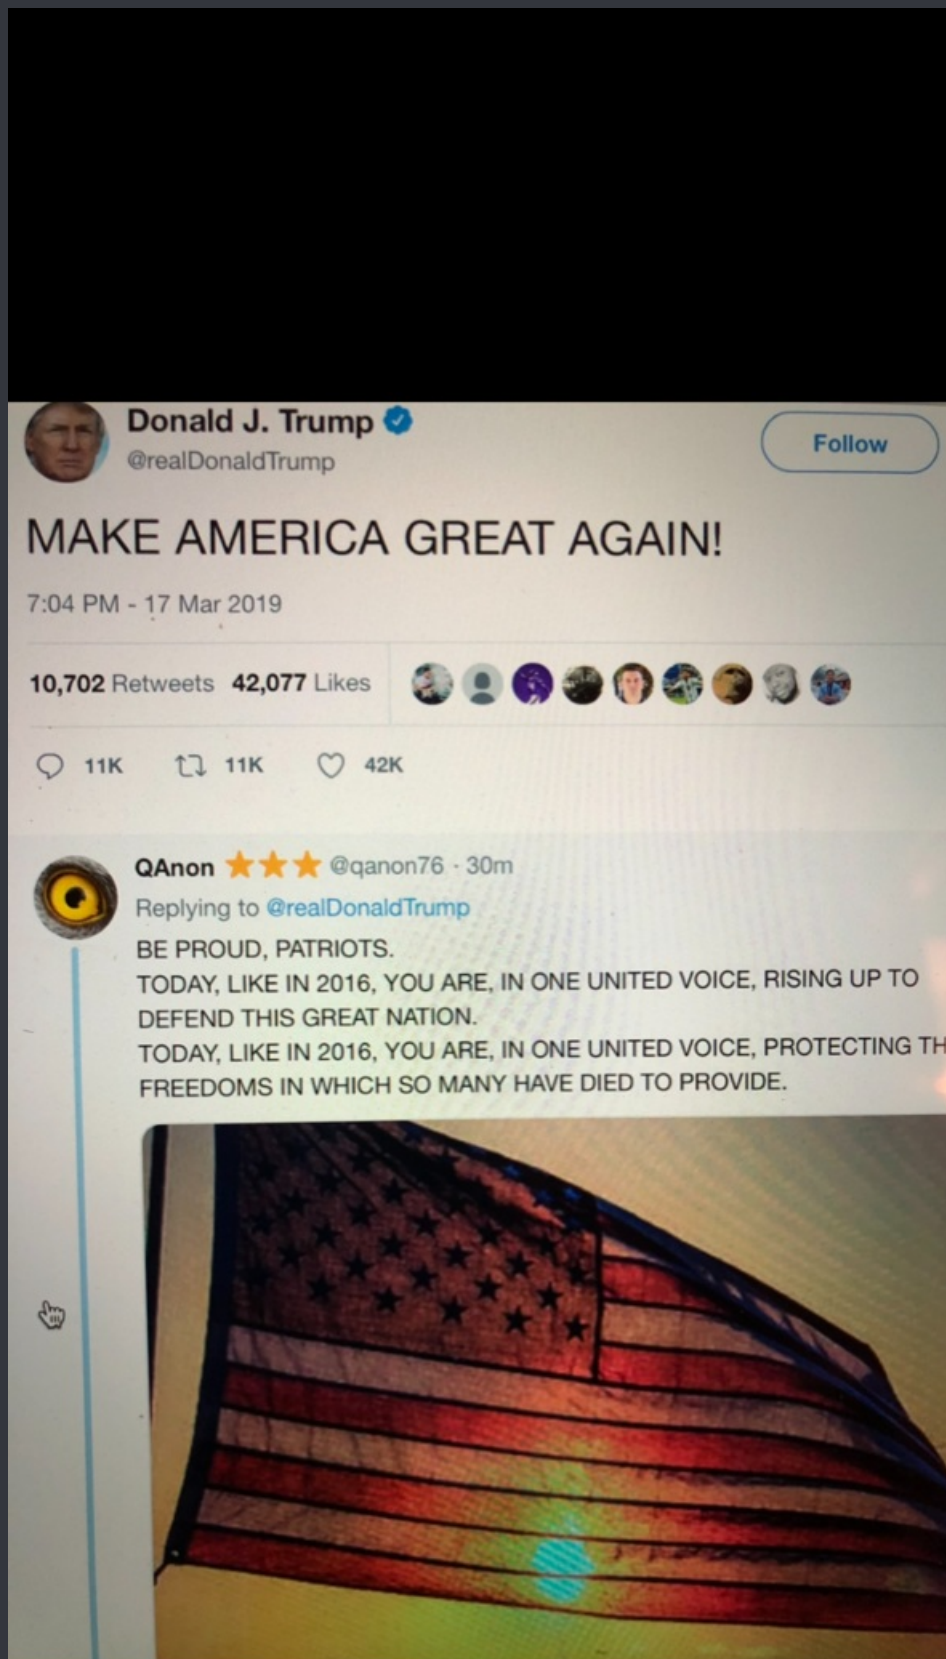 Donald J. Trump
@realDonaldTrump
Follow
MAKE AMERICA GREAT AGAIN!
7:04 PM - 17 Mar 2019
10,702 Retweets 42,077 Likes
11K 11K 42K
QAnon ⭐⭐⭐ @qanon76 · 30m
Replying to @realDonaldTrump
BE PROUD, PATRIOTS.
TODAY, LIKE IN 2016, YOU ARE, IN ONE UNITED VOICE, RISING UP TO
DEFEND THIS GREAT NATION.
TODAY, LIKE IN 2016, YOU ARE, IN ONE UNITED VOICE, PROTECTING TH
FREEDOMS IN WHICH SO MANY HAVE DIED TO PROVIDE.